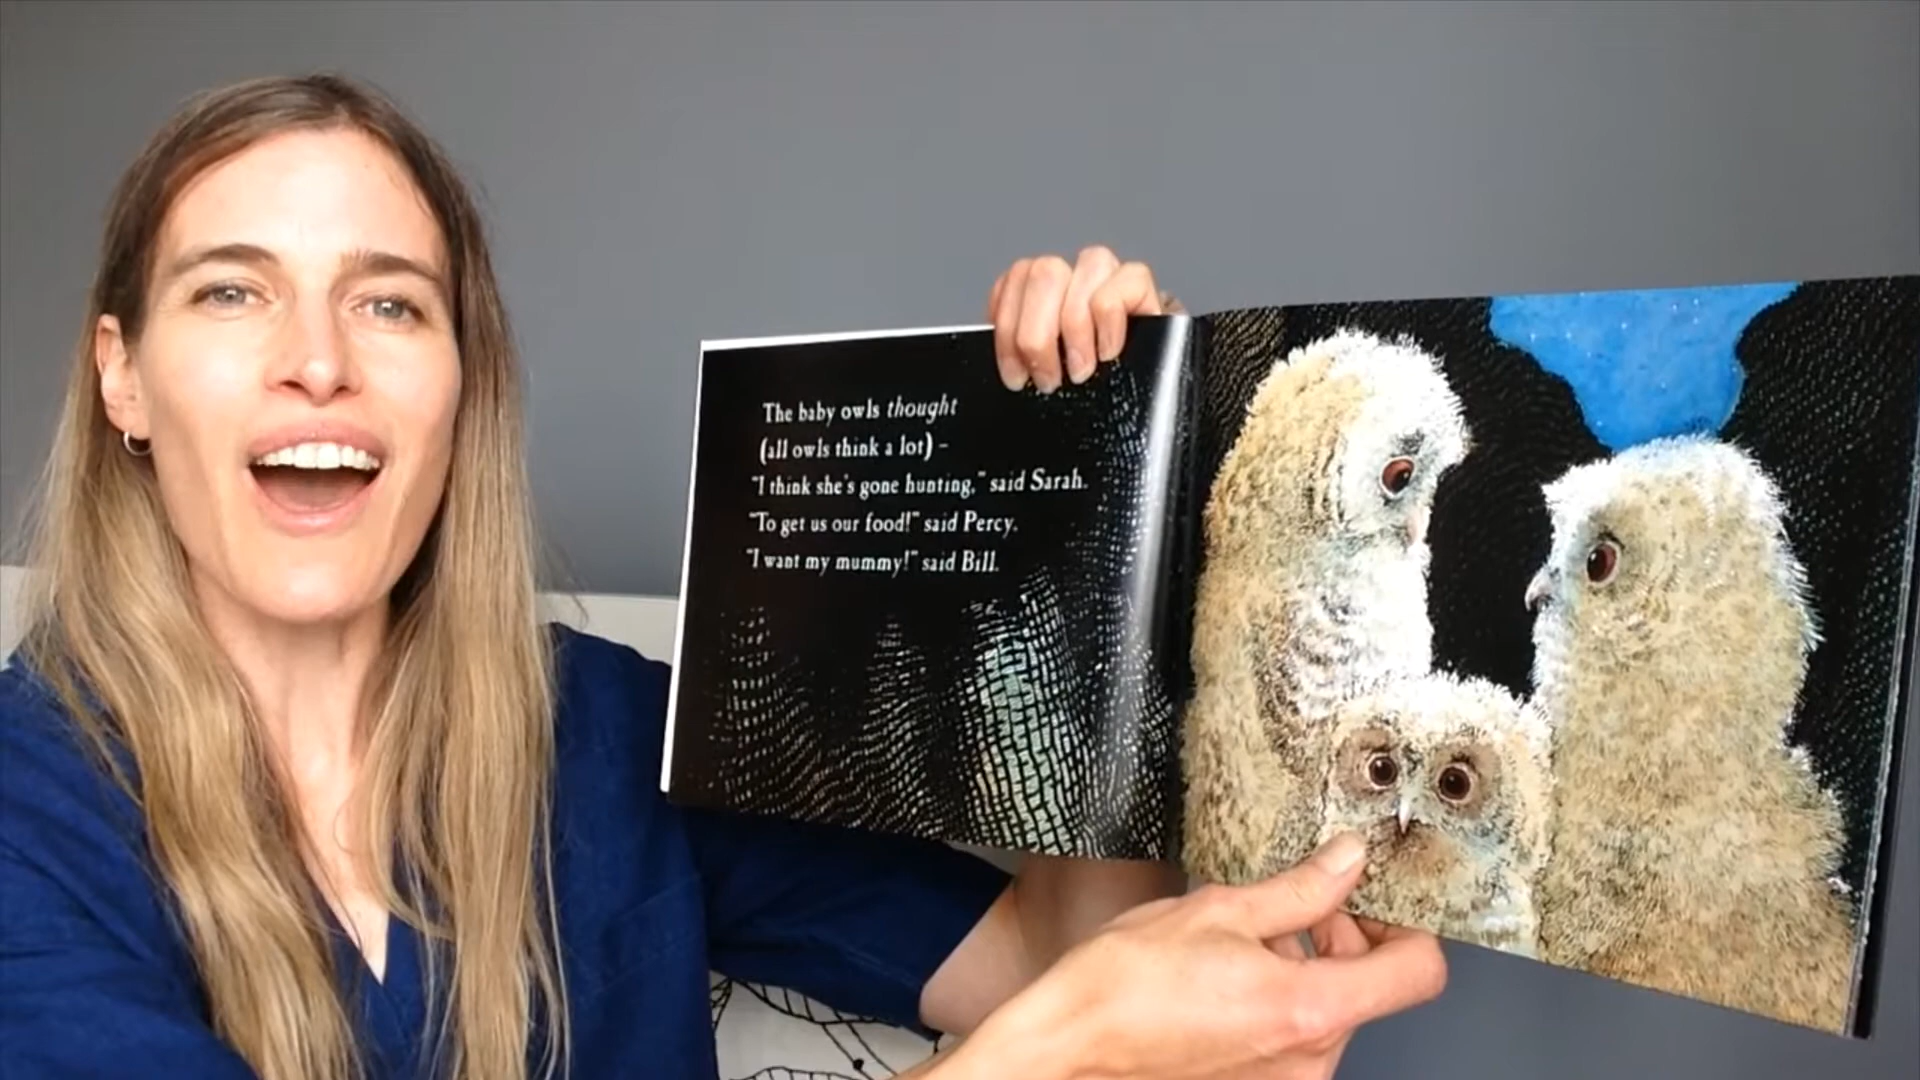 The baby owls thought
(all owls think a lot) –
"I think she's gone hunting," said Sarah.
"To get us our food!" said Percy.
"I want my mummy!" said Bill.